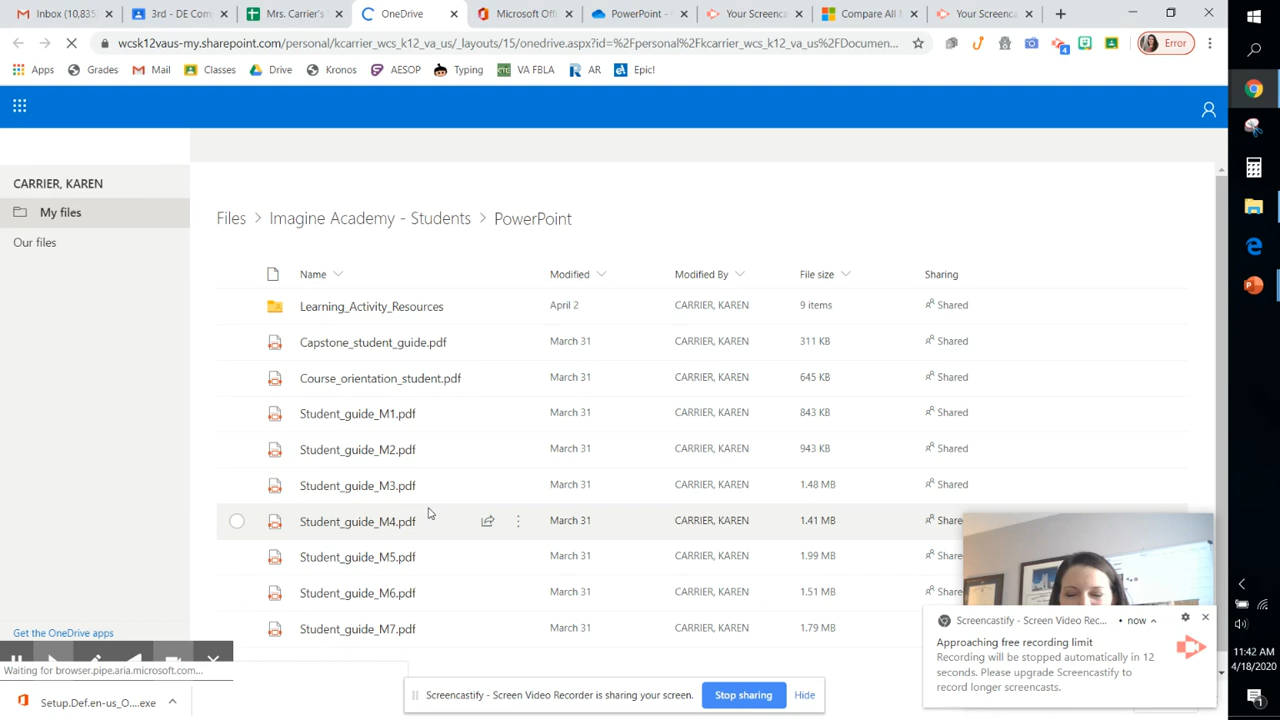 Inbox (10,835
3rd - DE Com
Mrs. Carrier's
OneDrive
Microsoft O
PowerPoint -
Your Screenc
Compare All M
Your Screenc
wcsk12vaus-my.sharepoint.com/personal/kcarrier_wcs_k12_va_us/_layouts/15/onedrive.aspx?id=%2Fpersonal%2Fkcarrier_wcs_k12_va_us%2FDocumen...
4
Error
Apps
Grades
Mail
Classes
Drive
Kronos
AESOP
Typing
VA FBLA
AR
Epic!
CARRIER, KAREN
My files
Our files
Files > Imagine Academy - Students > PowerPoint
Name Modified Modified By File size Sharing
Learning_Activity_Resources April 2 CARRIER, KAREN 9 items Shared
Capstone_student_guide.pdf March 31 CARRIER, KAREN 311 KB Shared
Course_orientation_student.pdf March 31 CARRIER, KAREN 645 KB Shared
Student_guide_M1.pdf March 31 CARRIER, KAREN 843 KB Shared
Student_guide_M2.pdf March 31 CARRIER, KAREN 943 KB Shared
Student_guide_M3.pdf March 31 CARRIER, KAREN 1.48 MB Shared
Student_guide_M4.pdf March 31 CARRIER, KAREN 1.41 MB Shared
Student_guide_M5.pdf March 31 CARRIER, KAREN 1.99 MB Shared
Student_guide_M6.pdf March 31 CARRIER, KAREN 1.51 MB Shared
Student_guide_M7.pdf March 31 CARRIER, KAREN 1.79 MB Shared
Get the OneDrive apps
Waiting for browser.pipe.aria.microsoft.com...
Setup.Def.en-us_O....exe
Screencastify - Screen Video Recorder is sharing your screen.
Stop sharing
Hide
Screencastify - Screen Video Rec... • now
Approaching free recording limit
Recording will be stopped automatically in 12
seconds. Please upgrade Screencastify to
record longer screencasts.
11:42 AM
4/18/2020
1